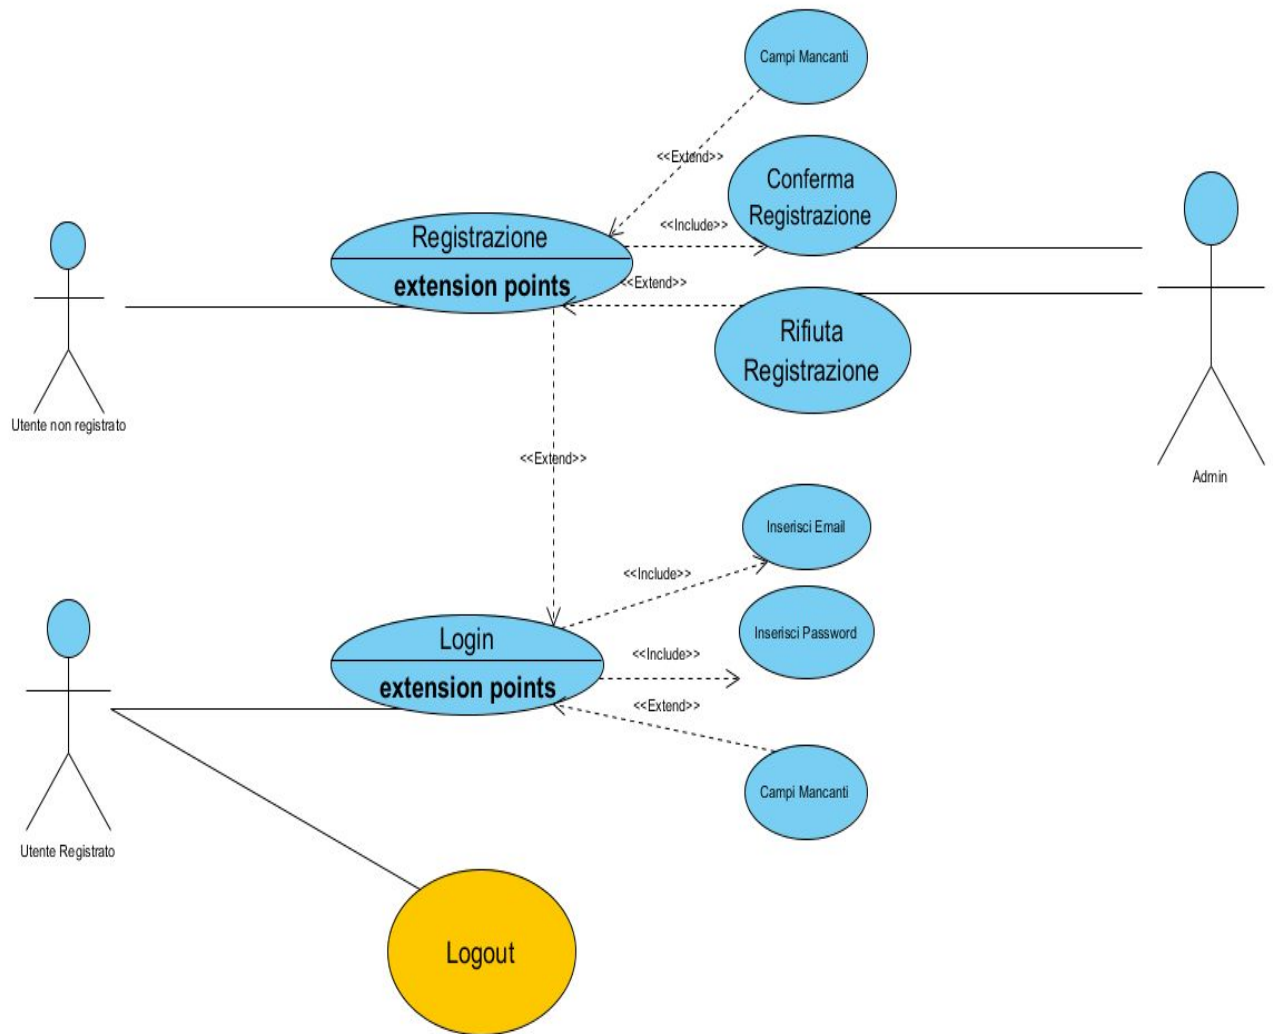 Campi Mancanti
<<Extend>>
Conferma
Registrazione
<<Include>>
Registrazione
extension points
<<Extend>>
Rifiuta
Registrazione
Utente non registrato
Admin
<<Extend>>
Inserisci Email
<<Include>>
Inserisci Password
<<Include>>
Login
extension points
<<Extend>>
Campi Mancanti
Utente Registrato
Logout